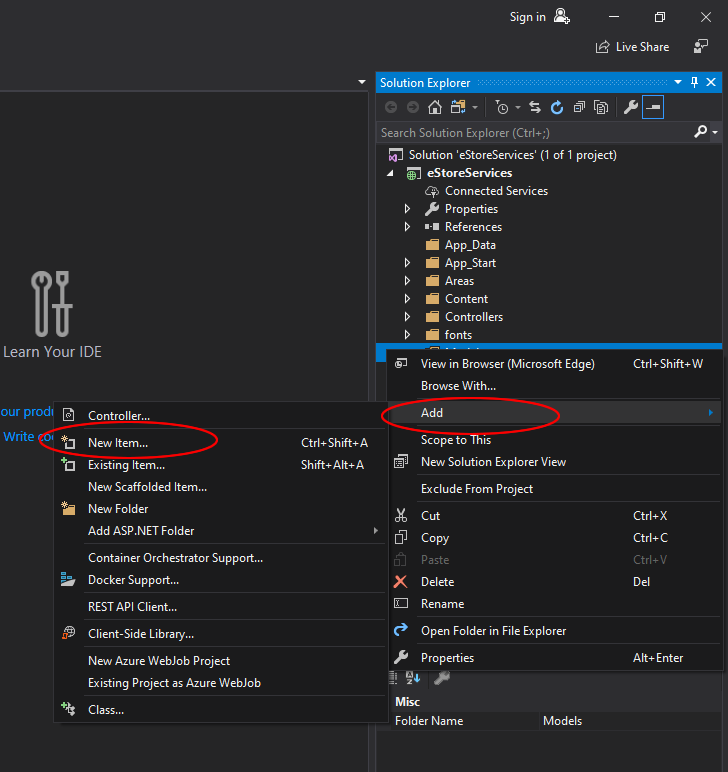 Sign in
Live Share
Solution Explorer
Search Solution Explorer (Ctrl+;)
Solution 'eStoreServices' (1 of 1 project)
eStoreServices
Connected Services
Properties
References
App_Data
App_Start
Areas
Content
Controllers
fonts
Learn Your IDE
our produ
Write co
View in Browser (Microsoft Edge) Ctrl+Shift+W
Browse With...
Add
Scope to This
New Solution Explorer View
Exclude From Project
Cut Ctrl+X
Copy Ctrl+C
Paste Ctrl+V
Delete Del
Rename
Open Folder in File Explorer
Properties Alt+Enter
Controller...
New Item... Ctrl+Shift+A
Existing Item... Shift+Alt+A
New Scaffolded Item...
New Folder
Add ASP.NET Folder
Container Orchestrator Support...
Docker Support...
REST API Client...
Client-Side Library...
New Azure WebJob Project
Existing Project as Azure WebJob
Class...
Misc
Folder Name Models